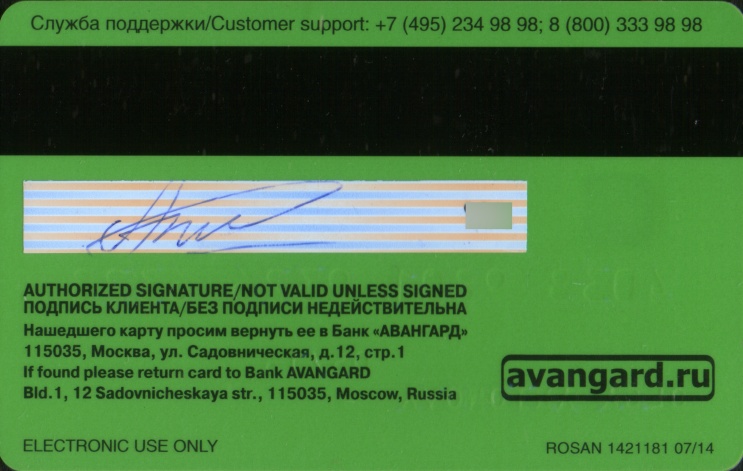 Служба поддержки/Customer support: +7 (495) 234 98 98; 8 (800) 333 98 98
AUTHORIZED SIGNATURE/NOT VALID UNLESS SIGNED
ПОДПИСЬ КЛИЕНТА/БЕЗ ПОДПИСИ НЕДЕЙСТВИТЕЛЬНА
Нашедшего карту просим вернуть ее в Банк «АВАНГАРД»
115035, Москва, ул. Садовническая, д.12, стр.1
If found please return card to Bank AVANGARD
Bld.1, 12 Sadovnicheskaya str., 115035, Moscow, Russia
avangard.ru
ELECTRONIC USE ONLY
ROSAN 1421181 07/14